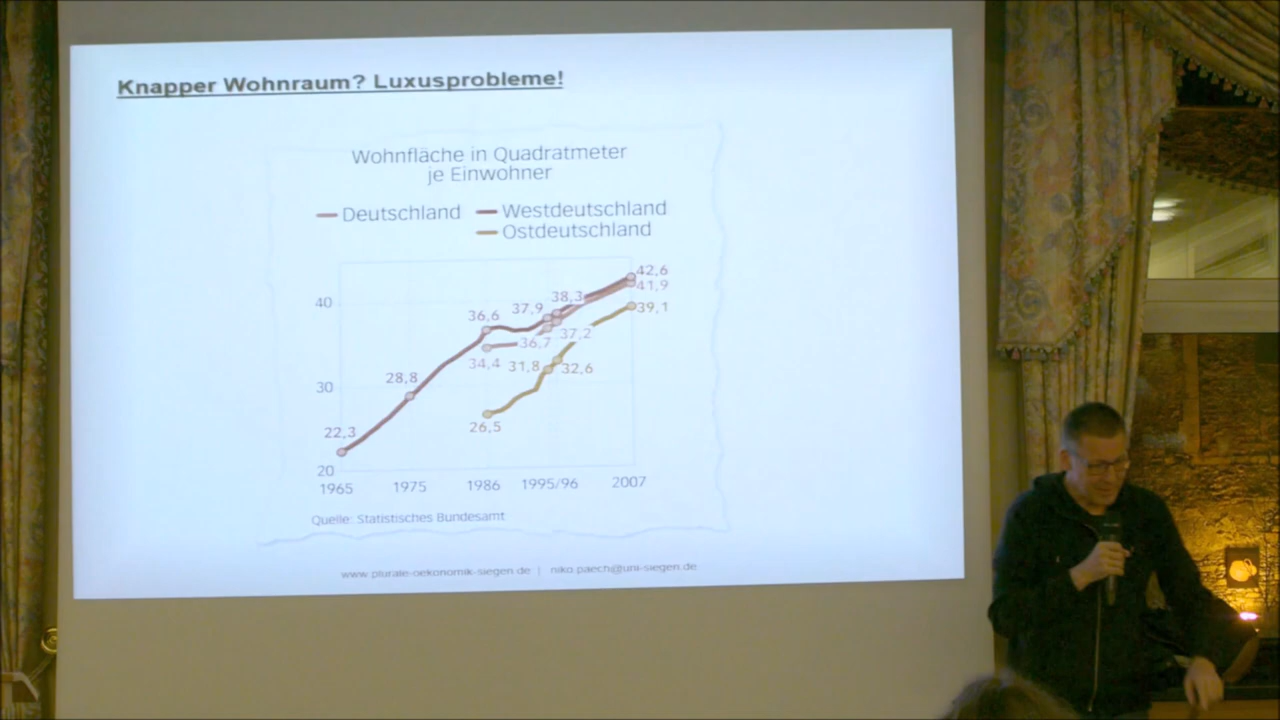 Knapper Wohnraum? Luxusprobleme!
Wohnfläche in Quadratmeter
je Einwohner
Deutschland
Westdeutschland
Ostdeutschland
42,6
41,9
40
38,3
37,9
39,1
36,6
37,2
36,7
34,4
31,8
32,6
28,8
30
26,5
22,3
20
1965 1975 1986 1995/96 2007
Quelle: Statistisches Bundesamt
www.plurale-oekonomik-siegen.de | niko.paech@uni-siegen.de